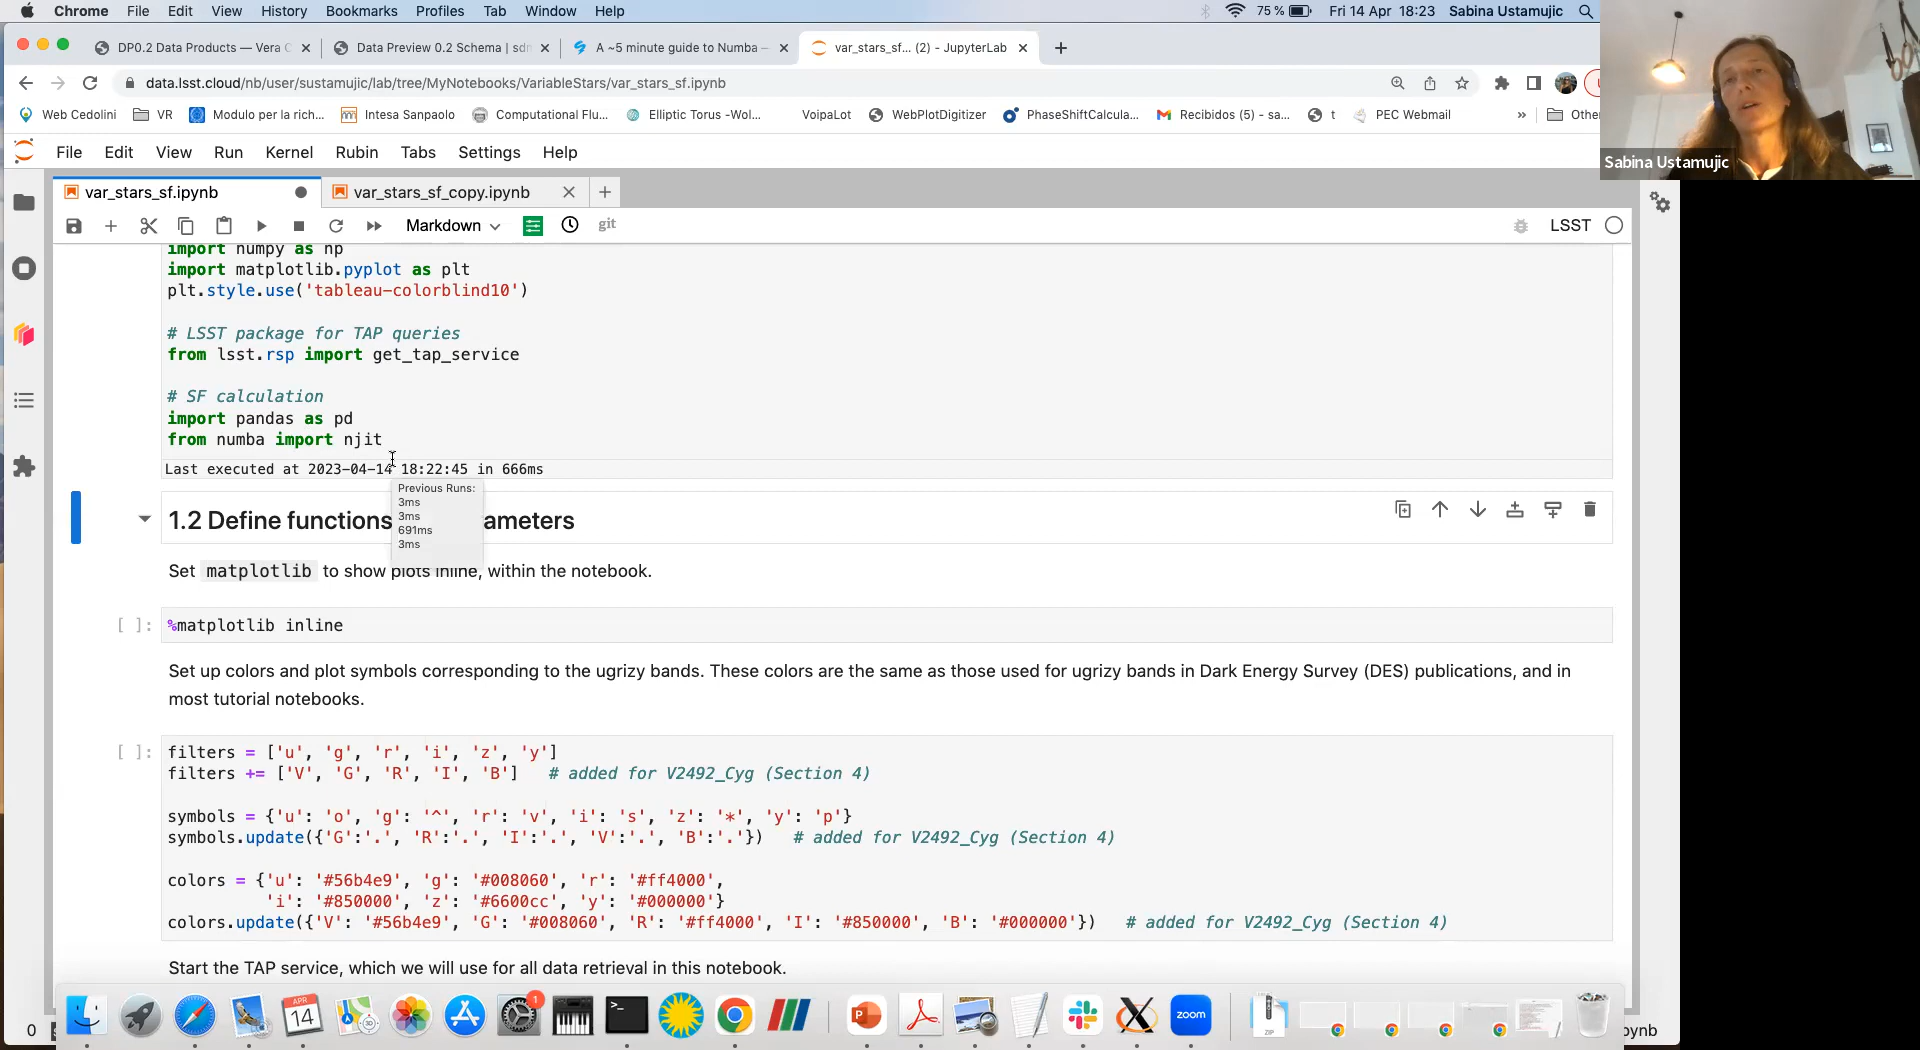 Chrome File Edit View History Bookmarks Profiles Tab Window Help 75 % Fri 14 Apr 18:23 Sabina Ustamujic
DP0.2 Data Products — Vera C Data Preview 0.2 Schema | sdm A ~5 minute guide to Numba — var_stars_sf... (2) - JupyterLab
data.lsst.cloud/nb/user/sustamujic/lab/tree/MyNotebooks/VariableStars/var_stars_sf.ipynb
Web Cedolini VR Modulo per la rich... Intesa Sanpaolo Computational Flu... Elliptic Torus -Wol... VoipaLot WebPlotDigitizer PhaseShiftCalcula... Recibidos (5) - sa... t PEC Webmail » Other
Sabina Ustamujic
File Edit View Run Kernel Rubin Tabs Settings Help
var_stars_sf.ipynb var_stars_sf_copy.ipynb
Markdown git LSST
import numpy as np
import matplotlib.pyplot as plt
plt.style.use('tableau-colorblind10')
# LSST package for TAP queries
from lsst.rsp import get_tap_service
# SF calculation
import pandas as pd
from numba import njit
Last executed at 2023-04-14 18:22:45 in 666ms
Previous Runs:
3ms
3ms
691ms
3ms
1.2 Define functions ameters
Set matplotlib to show plots inline, within the notebook.
[ ]: %matplotlib inline
Set up colors and plot symbols corresponding to the ugrizy bands. These colors are the same as those used for ugrizy bands in Dark Energy Survey (DES) publications, and in
most tutorial notebooks.
[ ]: filters = ['u', 'g', 'r', 'i', 'z', 'y']
filters += ['V', 'G', 'R', 'I', 'B'] # added for V2492_Cyg (Section 4)
symbols = {'u': 'o', 'g': '^', 'r': 'v', 'i': 's', 'z': '*', 'y': 'p'}
symbols.update({'G':'.', 'R':'.', 'I':'.', 'V':'.', 'B':'.'}) # added for V2492_Cyg (Section 4)
colors = {'u': '#56b4e9', 'g': '#008060', 'r': '#ff4000',
'i': '#850000', 'z': '#6600cc', 'y': '#000000'}
colors.update({'V': '#56b4e9', 'G': '#008060', 'R': '#ff4000', 'I': '#850000', 'B': '#000000'}) # added for V2492_Cyg (Section 4)
Start the TAP service, which we will use for all data retrieval in this notebook.
APR
14
1
zoom
ZIP
0 ynb